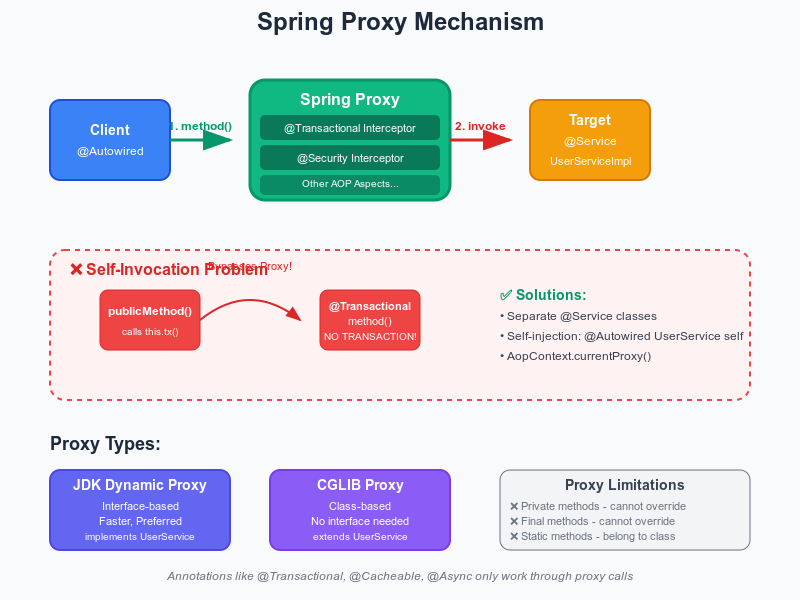 Spring Proxy Mechanism
Client
@Autowired
1. method()
Spring Proxy
@Transactional Interceptor
@Security Interceptor
Other AOP Aspects...
2. invoke
Target
@Service
UserServiceImpl
❌ Self-Invocation Problem
Bypasses Proxy!
publicMethod()
calls this.tx()
@Transactional
method()
NO TRANSACTION!
✅ Solutions:
• Separate @Service classes
• Self-injection: @Autowired UserService self
• AopContext.currentProxy()
Proxy Types:
JDK Dynamic Proxy
Interface-based
Faster, Preferred
implements UserService
CGLIB Proxy
Class-based
No interface needed
extends UserService
Proxy Limitations
❌ Private methods - cannot override
❌ Final methods - cannot override
❌ Static methods - belong to class
Annotations like @Transactional, @Cacheable, @Async only work through proxy calls